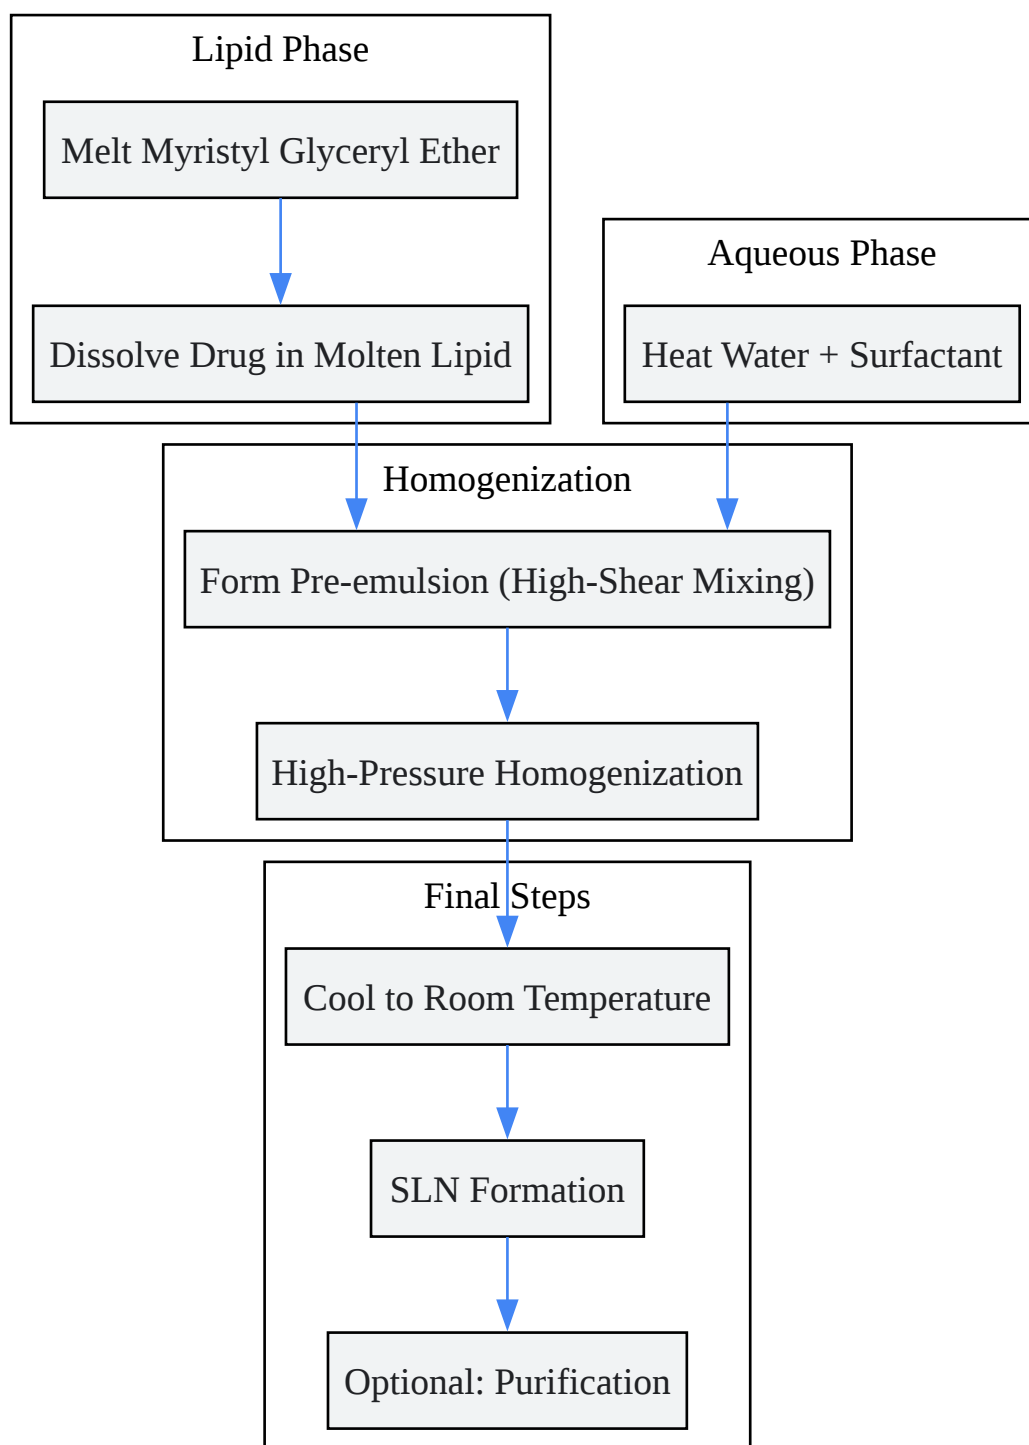 Lipid Phase
Melt Myristyl Glyceryl Ether
Dissolve Drug in Molten Lipid
Aqueous Phase
Heat Water + Surfactant
Homogenization
Form Pre-emulsion (High-Shear Mixing)
High-Pressure Homogenization
Final Steps
Cool to Room Temperature
SLN Formation
Optional: Purification